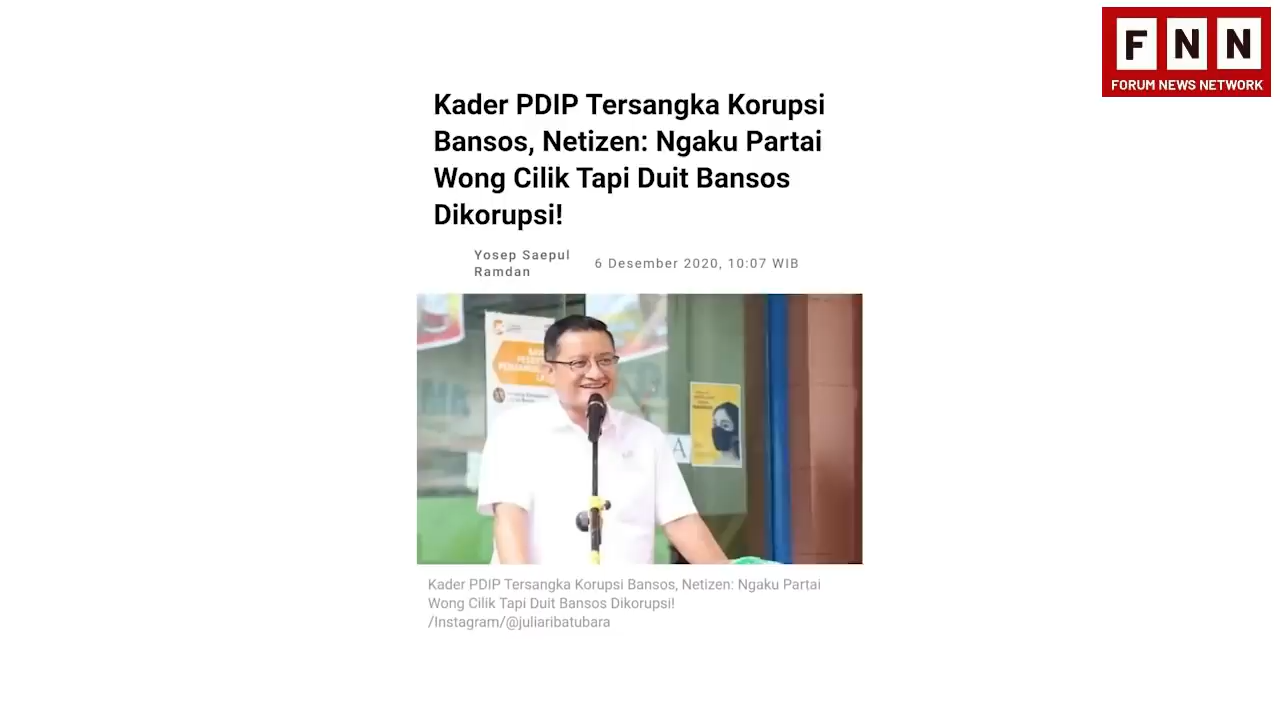 F N N
FORUM NEWS NETWORK
Kader PDIP Tersangka Korupsi
Bansos, Netizen: Ngaku Partai
Wong Cilik Tapi Duit Bansos
Dikorupsi!
Yosep Saepul
Ramdan
6 Desember 2020, 10:07 WIB
A
Kader PDIP Tersangka Korupsi Bansos, Netizen: Ngaku Partai
Wong Cilik Tapi Duit Bansos Dikorupsi!
/Instagram/@juliaribatubara